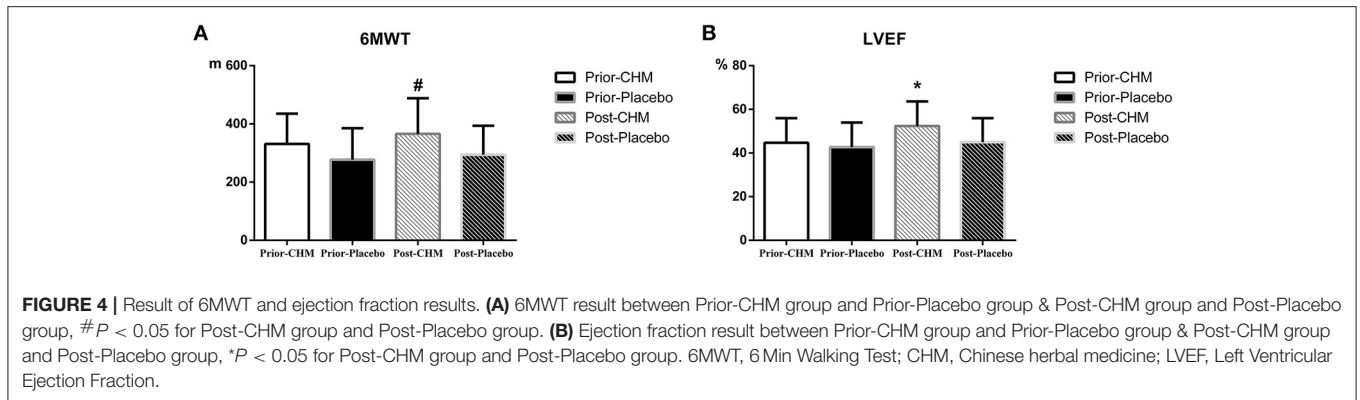 A
6MWT
m 600
400
200
0
#
Prior-CHM Prior-Placebo Post-CHM Post-Placebo
Prior-CHM
Prior-Placebo
Post-CHM
Post-Placebo
B
LVEF
% 80
60
40
20
0
*
Prior-CHM Prior-Placebo Post-CHM Post-Placebo
Prior-CHM
Prior-Placebo
Post-CHM
Post-Placebo
FIGURE 4 | Result of 6MWT and ejection fraction results. (A) 6MWT result between Prior-CHM group and Prior-Placebo group & Post-CHM group and Post-Placebo
group, #P < 0.05 for Post-CHM group and Post-Placebo group. (B) Ejection fraction result between Prior-CHM group and Prior-Placebo group & Post-CHM group
and Post-Placebo group, *P < 0.05 for Post-CHM group and Post-Placebo group. 6MWT, 6 Min Walking Test; CHM, Chinese herbal medicine; LVEF, Left Ventricular
Ejection Fraction.